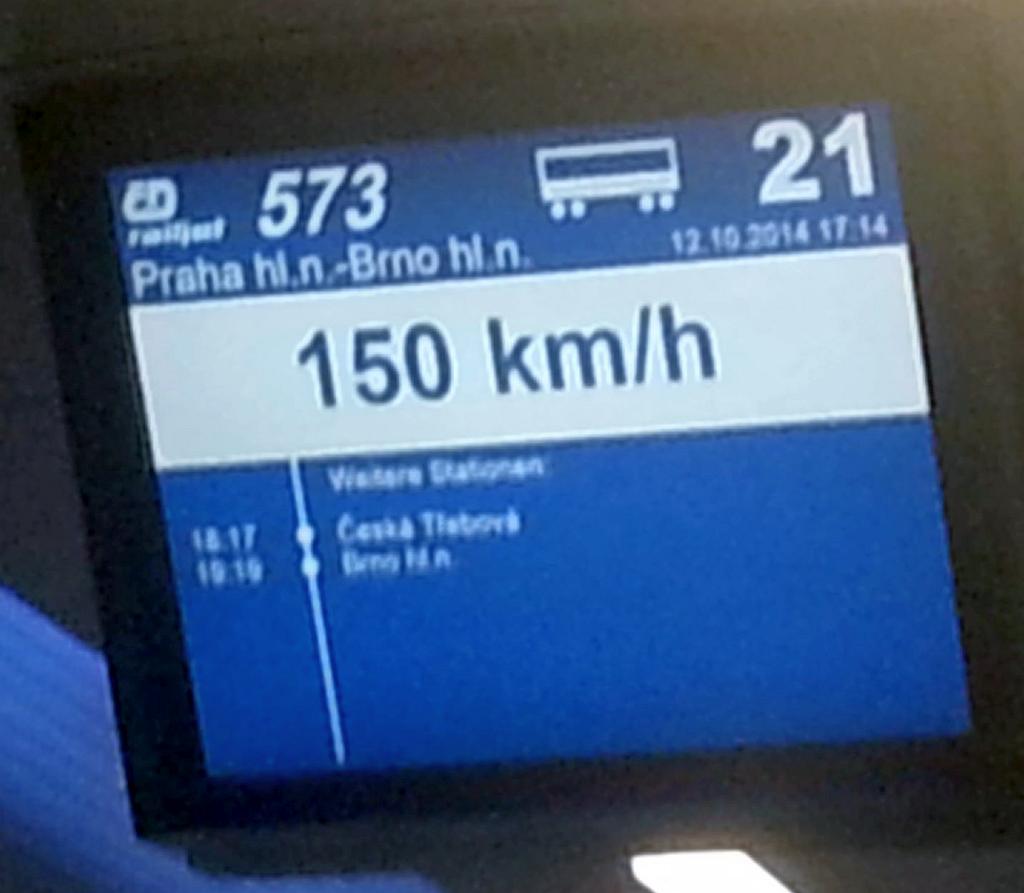 ČD 573 21
railjet
Praha hl.n.-Brno hl.n. 12.10.2014 17:14
150 km/h
Weitere Stationen:
18:17 Česká Třebová
19:19 Brno hl.n.